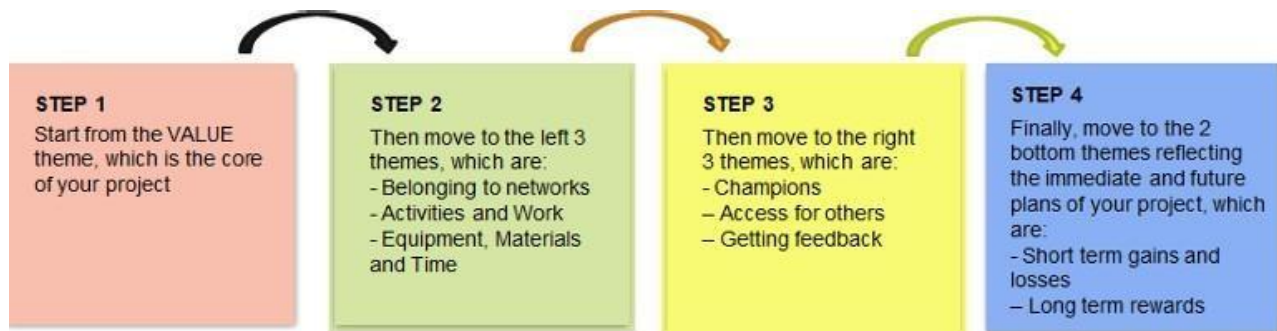 STEP 1
Start from the VALUE
theme, which is the core
of your project
STEP 2
Then move to the left 3
themes, which are:
- Belonging to networks
- Activities and Work
- Equipment, Materials
and Time
STEP 3
Then move to the right
3 themes, which are:
- Champions
– Access for others
– Getting feedback
STEP 4
Finally, move to the 2
bottom themes reflecting
the immediate and future
plans of your project, which
are:
- Short term gains and
losses
– Long term rewards